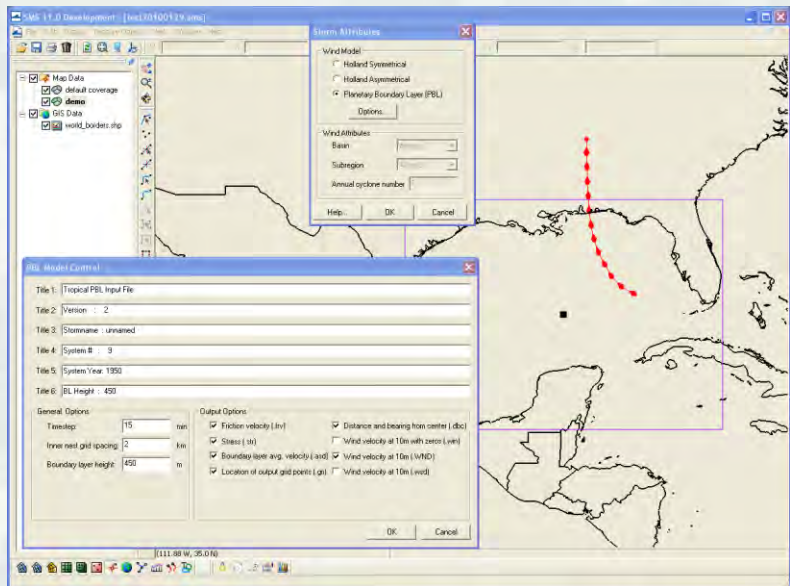 SMS 11.0 Development - [
Storm Attributes
Wind Model
Holland Symmetrical
Holland Asymmetrical
Planetary Boundary Layer (PBL)
Options...
Wind Attributes
Basin
Subregion
Annual cyclone number
Help...
OK
Cancel
Map Data
default coverage
demo
GIS Data
world_borders.shp
PBL Model Control
Title 1: Tropical PBL Input File
Title 2: Version : 2
Title 3: Stormname : unnamed
Title 4: System # : 9
Title 5: System Year: 1950
Title 6: BL Height : 450
General Options
Timestep: 15 min
Inner nest grid spacing: 2 km
Boundary layer height: 450 m
Output Options
Friction velocity (.frv)
Stress (.str)
Boundary layer avg. velocity (.asd)
Location of output grid points (.gn)
Distance and bearing from center (.dbc)
Wind velocity at 10m with zeros (.win)
Wind velocity at 10m (.WND)
Wind velocity at 10m (.wvd)
OK
Cancel
(111.88 W, 35.0 N)